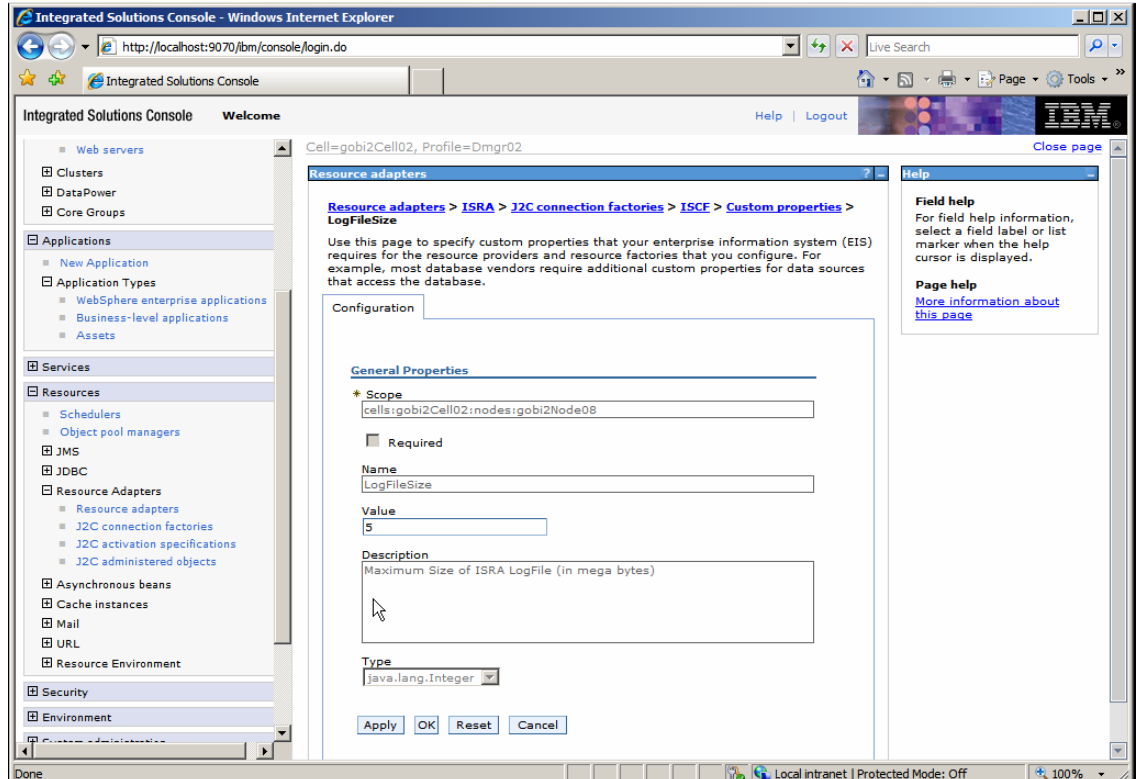 Integrated Solutions Console - Windows Internet Explorer
http://localhost:9070/ibm/console/login.do
Live Search
Integrated Solutions Console
Page
Tools
Integrated Solutions Console Welcome
Help | Logout
IBM
Web servers
Clusters
DataPower
Core Groups
Applications
New Application
Application Types
WebSphere enterprise applications
Business-level applications
Assets
Services
Resources
Schedulers
Object pool managers
JMS
JDBC
Resource Adapters
Resource adapters
J2C connection factories
J2C activation specifications
J2C administered objects
Asynchronous beans
Cache instances
Mail
URL
Resource Environment
Security
Environment
Cell=gobi2Cell02, Profile=Dmgr02
Close page
Resource adapters
Resource adapters > ISRA > J2C connection factories > ISCF > Custom properties >
LogFileSize
Use this page to specify custom properties that your enterprise information system (EIS)
requires for the resource providers and resource factories that you configure. For
example, most database vendors require additional custom properties for data sources
that access the database.
Configuration
General Properties
* Scope
cells:gobi2Cell02:nodes:gobi2Node08
Required
Name
LogFileSize
Value
5
Description
Maximum Size of ISRA LogFile (in mega bytes)
Type
java.lang.Integer
Apply OK Reset Cancel
Help
Field help
For field help information,
select a field label or list
marker when the help
cursor is displayed.
Page help
More information about
this page
Done
Local intranet | Protected Mode: Off
100%